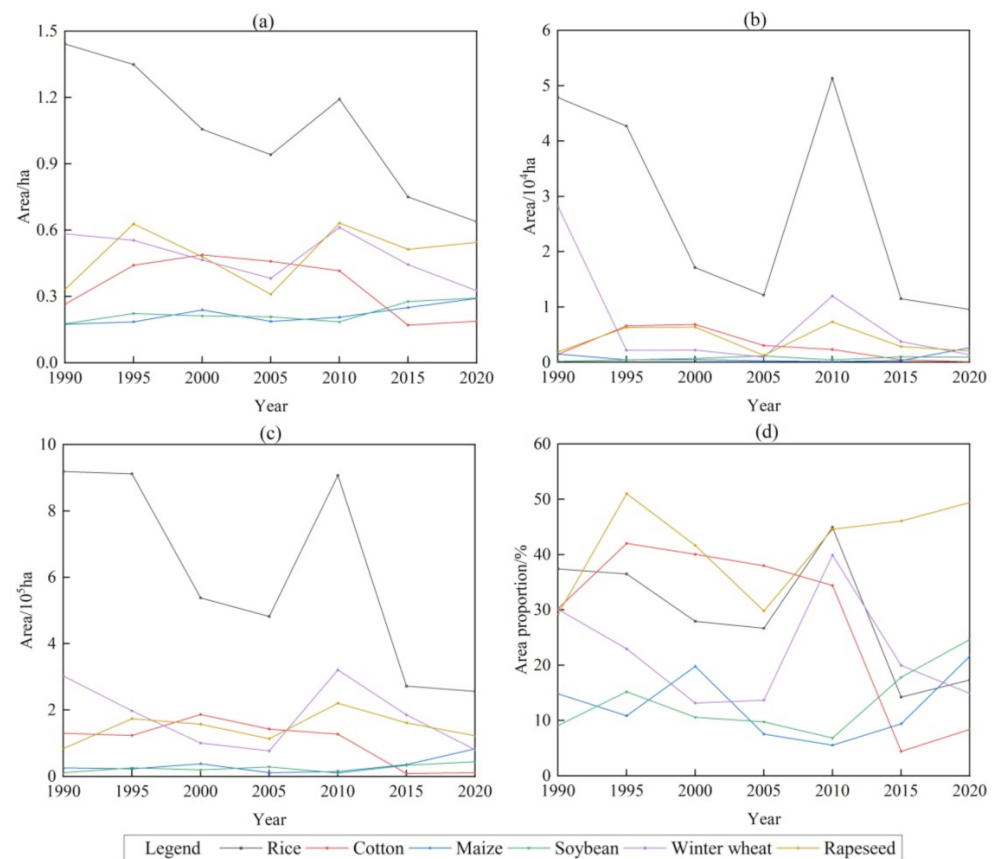 (a)
1.5
1.2
0.9
0.6
0.3
0.0
Area/ha
1990 1995 2000 2005 2010 2015 2020
Year
(b)
6
5
4
3
2
1
0
Area/10⁴ha
1990 1995 2000 2005 2010 2015 2020
Year
(c)
10
8
6
4
2
0
Area/10⁵ha
1990 1995 2000 2005 2010 2015 2020
Year
(d)
60
50
40
30
20
10
0
Area proportion/%
1990 1995 2000 2005 2010 2015 2020
Year
Legend Rice Cotton Maize Soybean Winter wheat Rapeseed